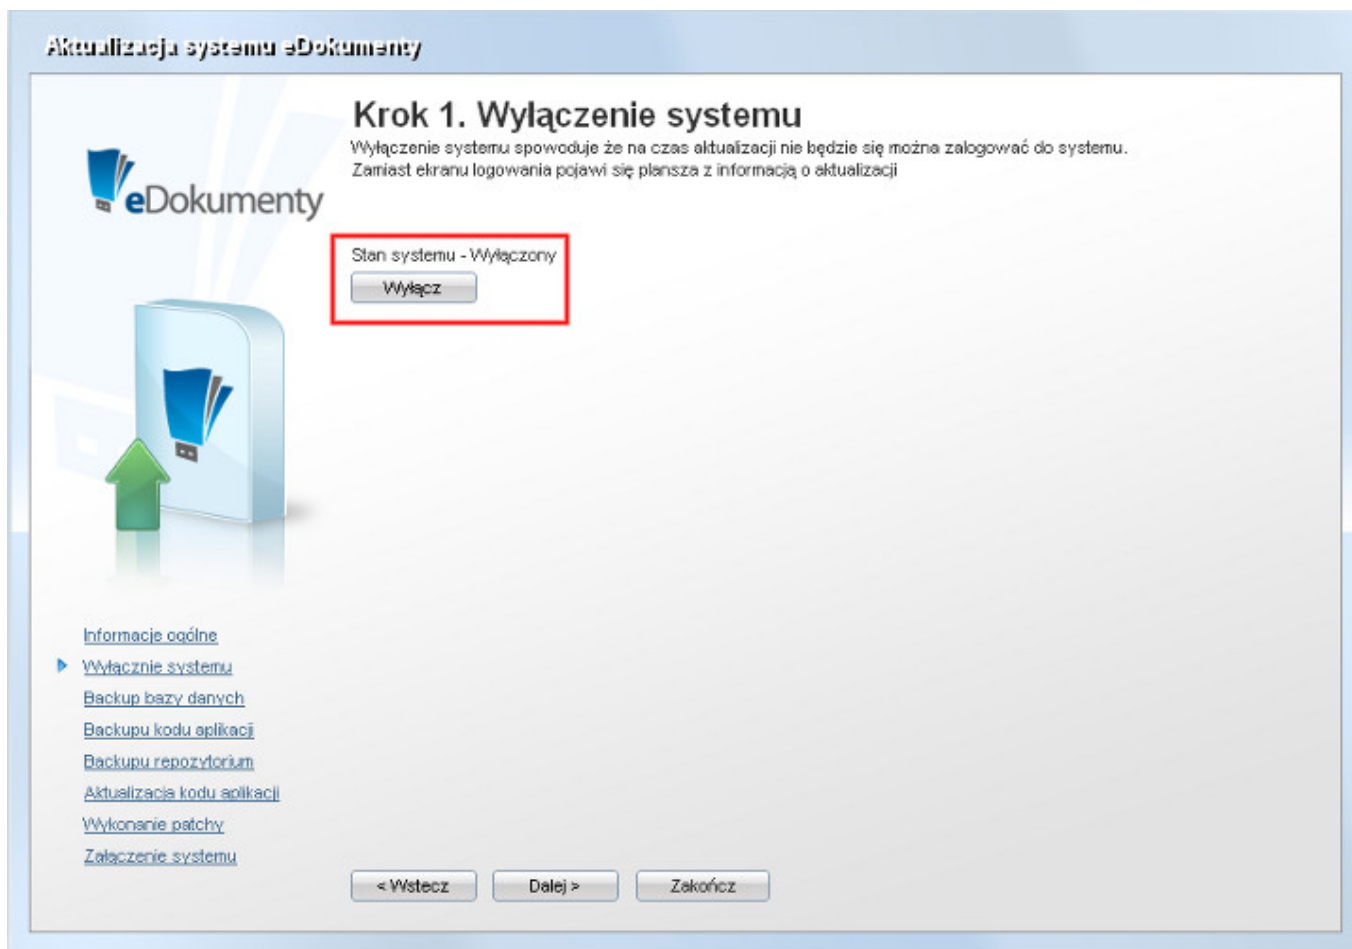 Aktualizacja systemu eDokumenty
eDokumenty
Krok 1. Wyłączenie systemu
Wyłączenie systemu spowoduje że na czas aktualizacji nie będzie się można zalogować do systemu.
Zamiast ekranu logowania pojawi się plansza z informacją o aktualizacji
Stan systemu - Wyłączony
Wyłącz
Informacje ogólne
Wyłącznie systemu
Backup bazy danych
Backupu kodu aplikacji
Backupu repozytorium
Aktualizacja kodu aplikacji
Wykonanie patchy
Załączenie systemu
< Wstecz
Dalej >
Zakończ